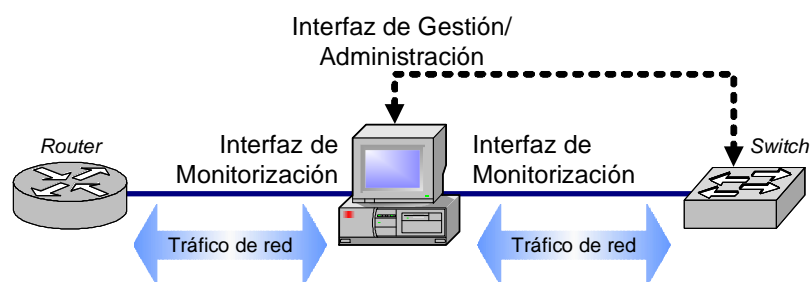 Interfaz de Gestión/
Administración
Router
Interfaz de
Monitorización
Interfaz de
Monitorización
Switch
Tráfico de red
Tráfico de red